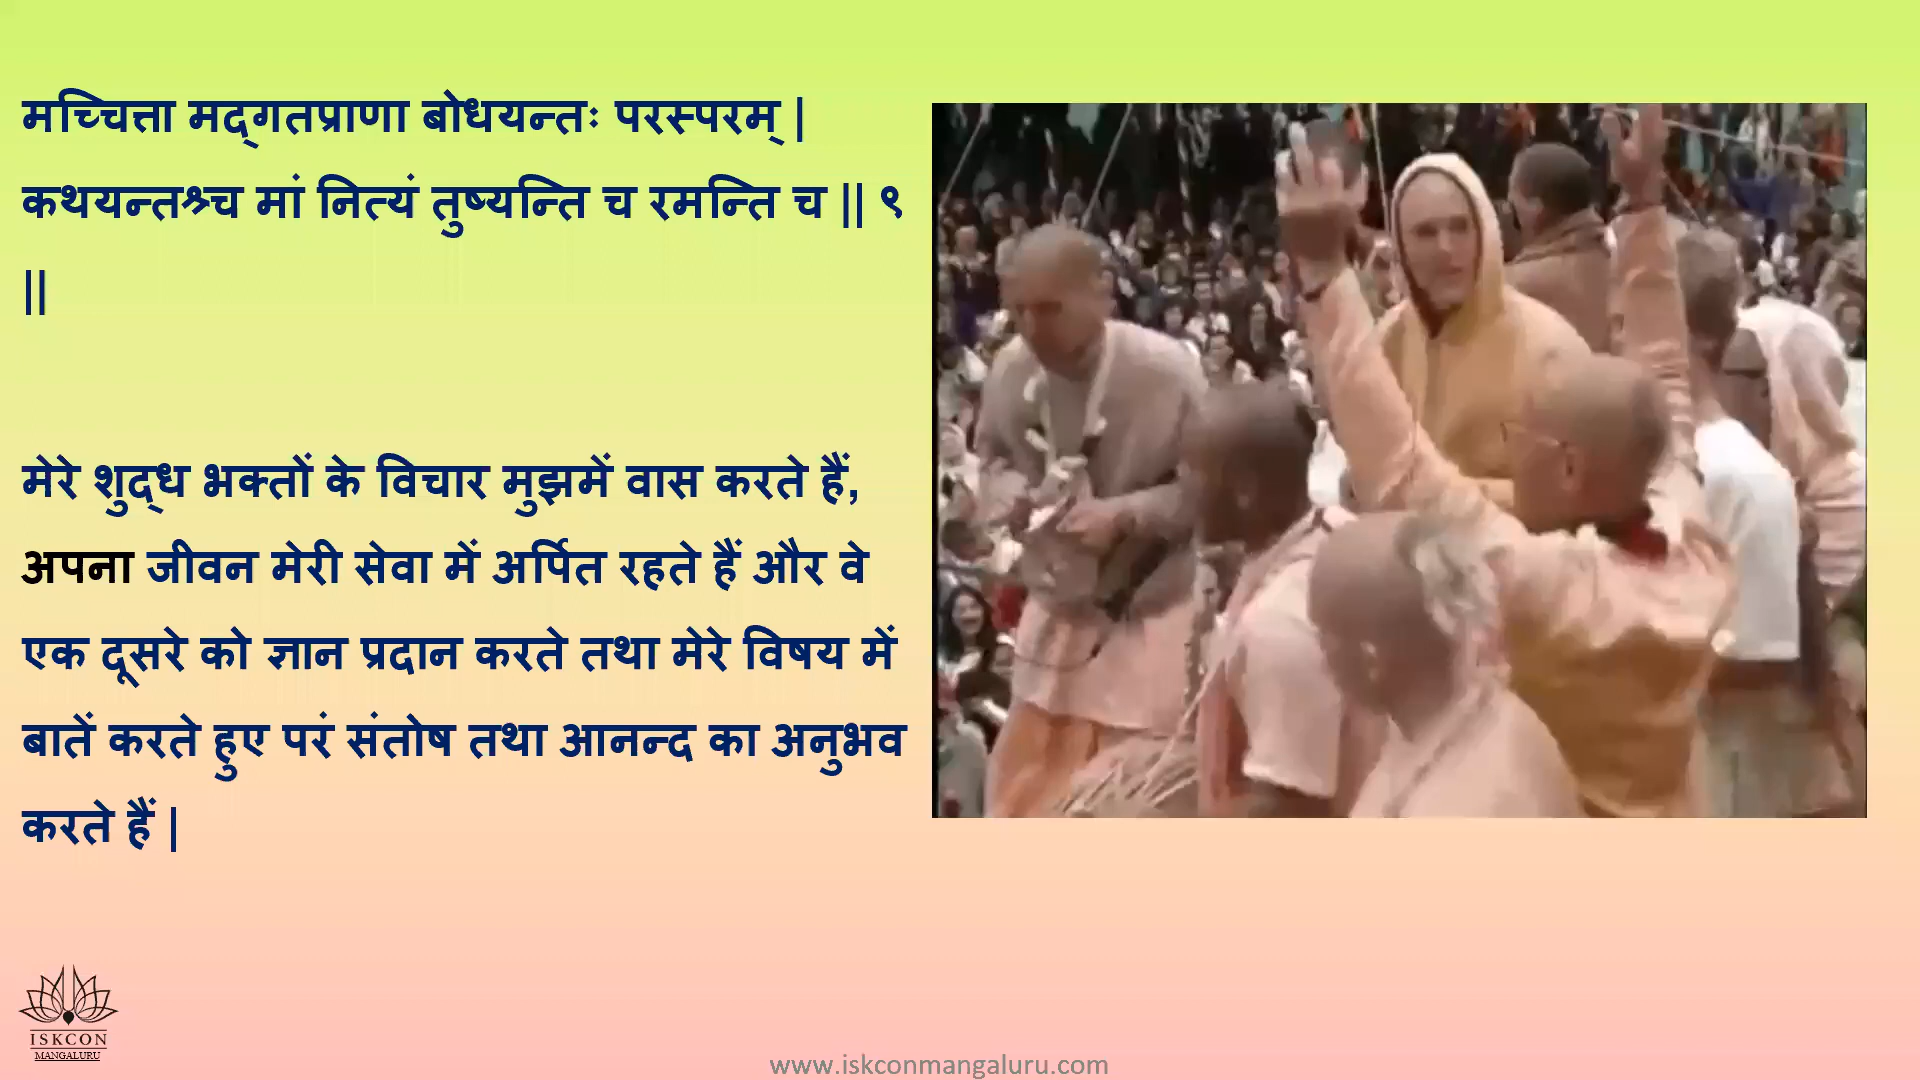 मच्चित्ता मद्गतप्राणा बोधयन्तः परस्परम् |
कथयन्तश्र्च मां नित्यं तुष्यन्ति च रमन्ति च || ९
||
मेरे शुद्ध भक्तों के विचार मुझमें वास करते हैं,
अपना जीवन मेरी सेवा में अर्पित रहते हैं और वे
एक दूसरे को ज्ञान प्रदान करते तथा मेरे विषय में
बातें करते हुए परं संतोष तथा आनन्द का अनुभव
करते हैं |
ISKCON
MANGALURU
www.iskconmangaluru.com